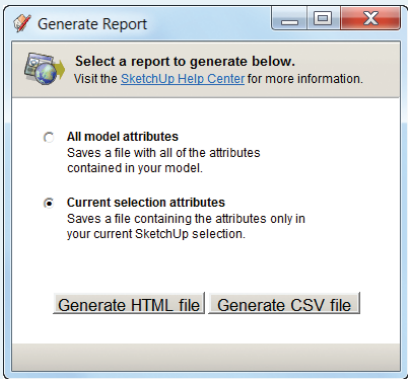 Generate Report
Select a report to generate below.
Visit the SketchUp Help Center for more information.
All model attributes
Saves a file with all of the attributes
contained in your model.
Current selection attributes
Saves a file containing the attributes only in
your current SketchUp selection.
Generate HTML file Generate CSV file